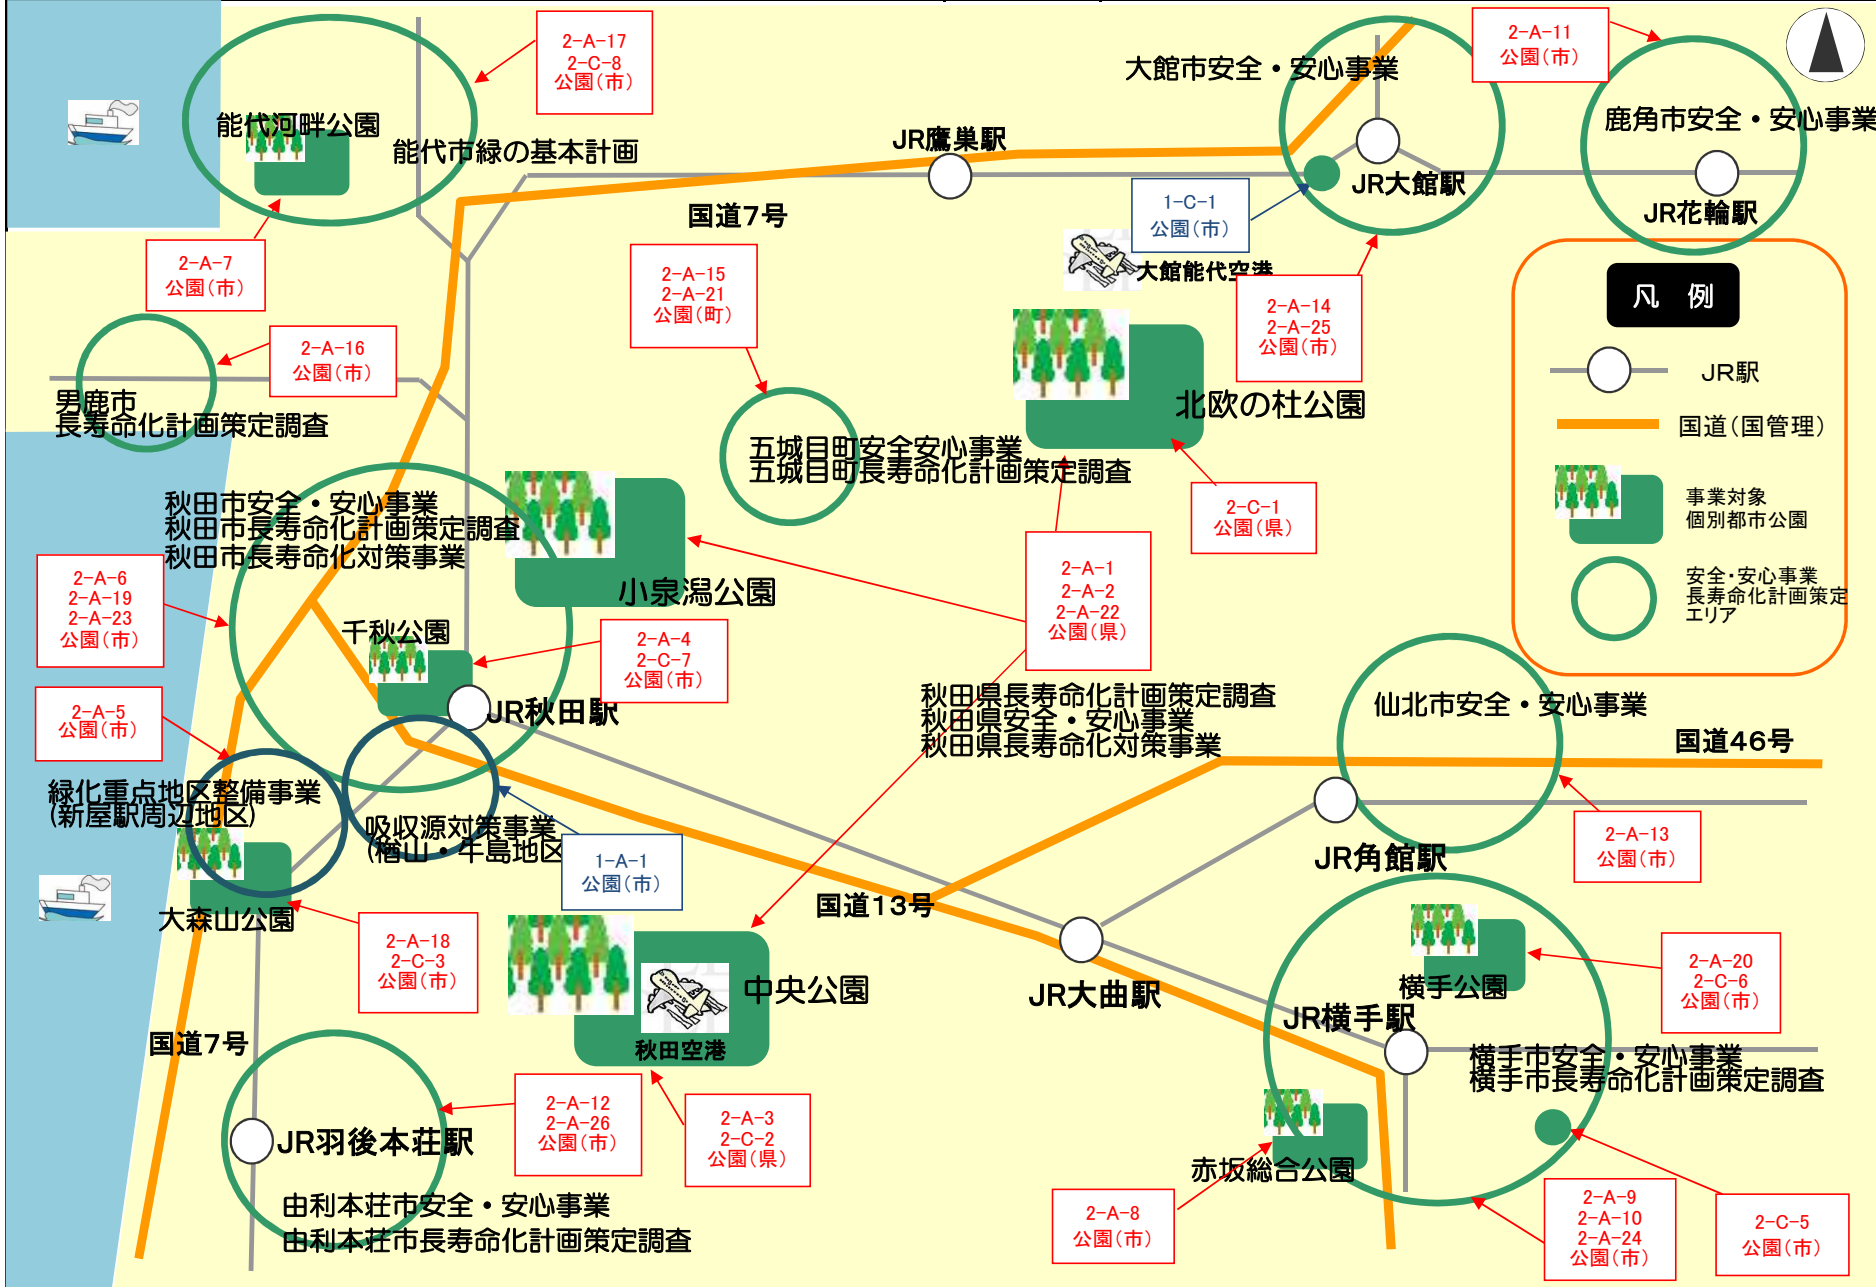 2-A-17
2-C-8
公園(市)
2-A-11
公園(市)
大館市安全・安心事業
鹿角市安全・安心事業
能代河畔公園
能代市緑の基本計画
JR鷹巣駅
JR大館駅
JR花輪駅
国道7号
1-C-1
公園(市)
2-A-7
公園(市)
2-A-15
2-A-21
公園(町)
大館能代空港
2-A-14
2-A-25
公園(市)
凡 例
JR駅
国道(国管理)
事業対象
個別都市公園
安全・安心事業
長寿命化計画策定
エリア
2-A-16
公園(市)
男鹿市
長寿命化計画策定調査
北欧の杜公園
五城目町安全安心事業
五城目町長寿命化計画策定調査
2-C-1
公園(県)
秋田市安全・安心事業
秋田市長寿命化計画策定調査
秋田市長寿命化対策事業
小泉潟公園
2-A-6
2-A-19
2-A-23
公園(市)
2-A-1
2-A-2
2-A-22
公園(県)
千秋公園
2-A-4
2-C-7
公園(市)
2-A-5
公園(市)
JR秋田駅
秋田県長寿命化計画策定調査
秋田県安全・安心事業
秋田県長寿命化対策事業
仙北市安全・安心事業
国道46号
緑化重点地区整備事業
(新屋駅周辺地区)
吸収源対策事業
(楢山・牛島地区
1-A-1
公園(市)
JR角館駅
2-A-13
公園(市)
大森山公園
2-A-18
2-C-3
公園(市)
国道13号
中央公園
秋田空港
JR大曲駅
横手公園
2-A-20
2-C-6
公園(市)
JR横手駅
横手市安全・安心事業
横手市長寿命化計画策定調査
国道7号
JR羽後本荘駅
2-A-12
2-A-26
公園(市)
2-A-3
2-C-2
公園(県)
由利本荘市安全・安心事業
由利本荘市長寿命化計画策定調査
赤坂総合公園
2-A-8
公園(市)
2-A-9
2-A-10
2-A-24
公園(市)
2-C-5
公園(市)